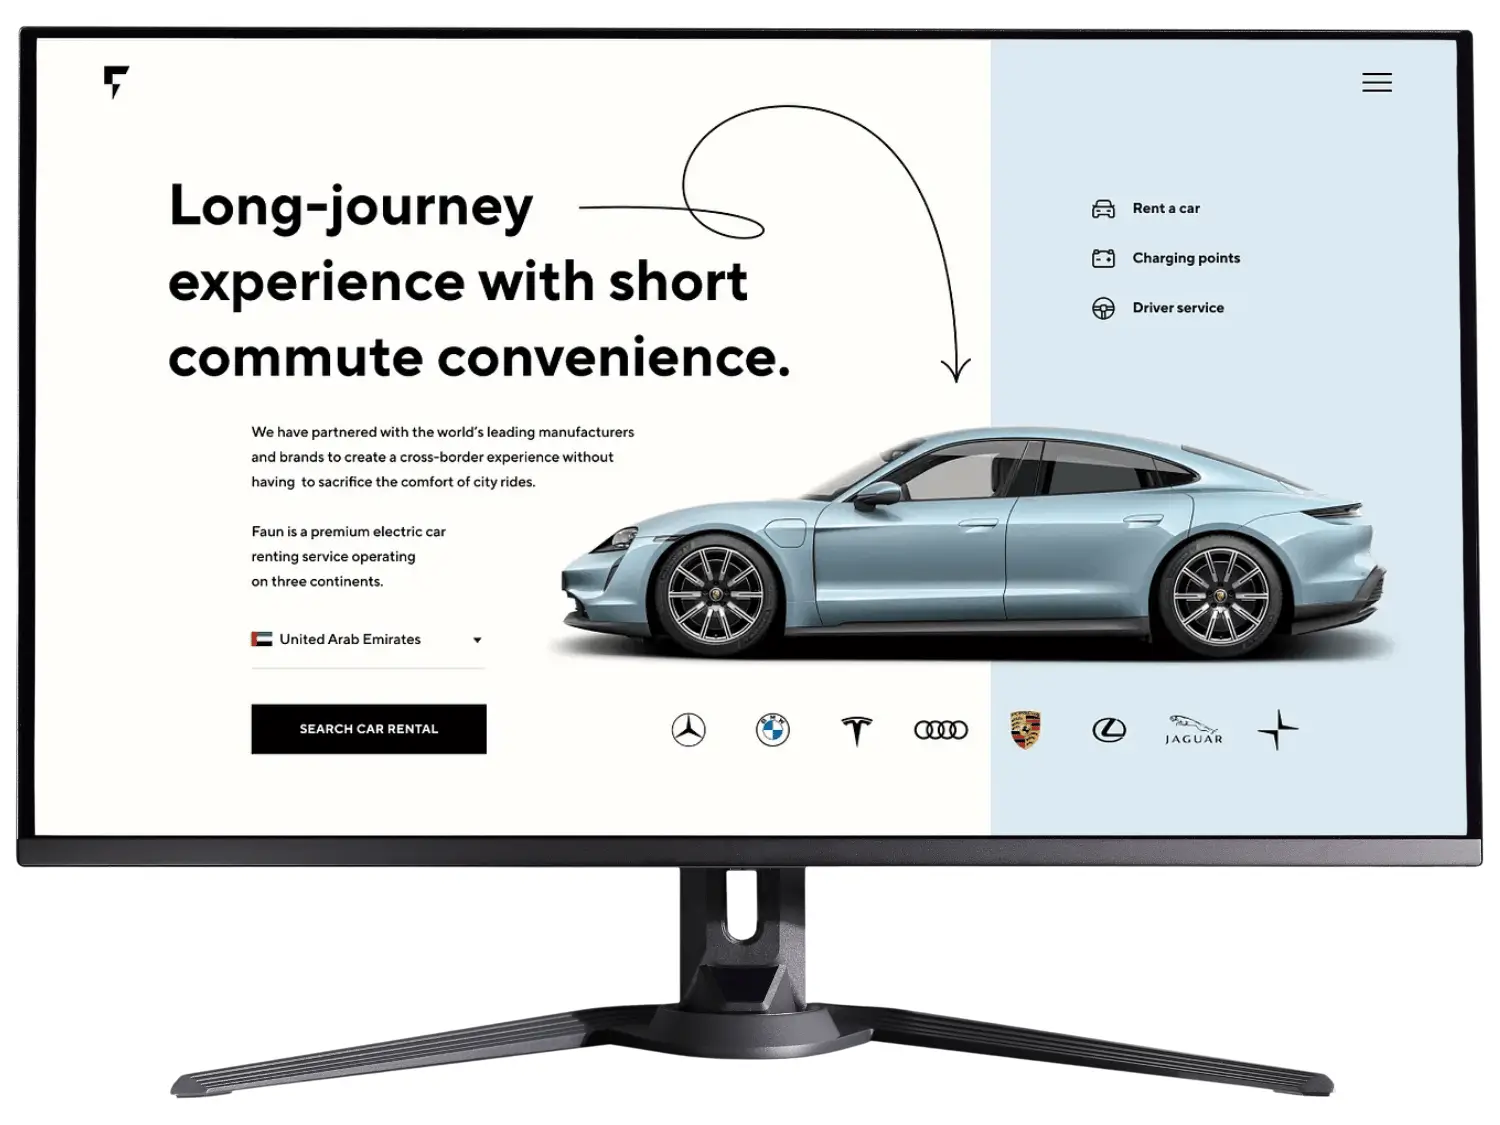 Long-journey
experience with short
commute convenience.
Rent a car
Charging points
Driver service
We have partnered with the world's leading manufacturers
and brands to create a cross-border experience without
having to sacrifice the comfort of city rides.
Faun is a premium electric car
renting service operating
on three continents.
United Arab Emirates
SEARCH CAR RENTAL
JAGUAR